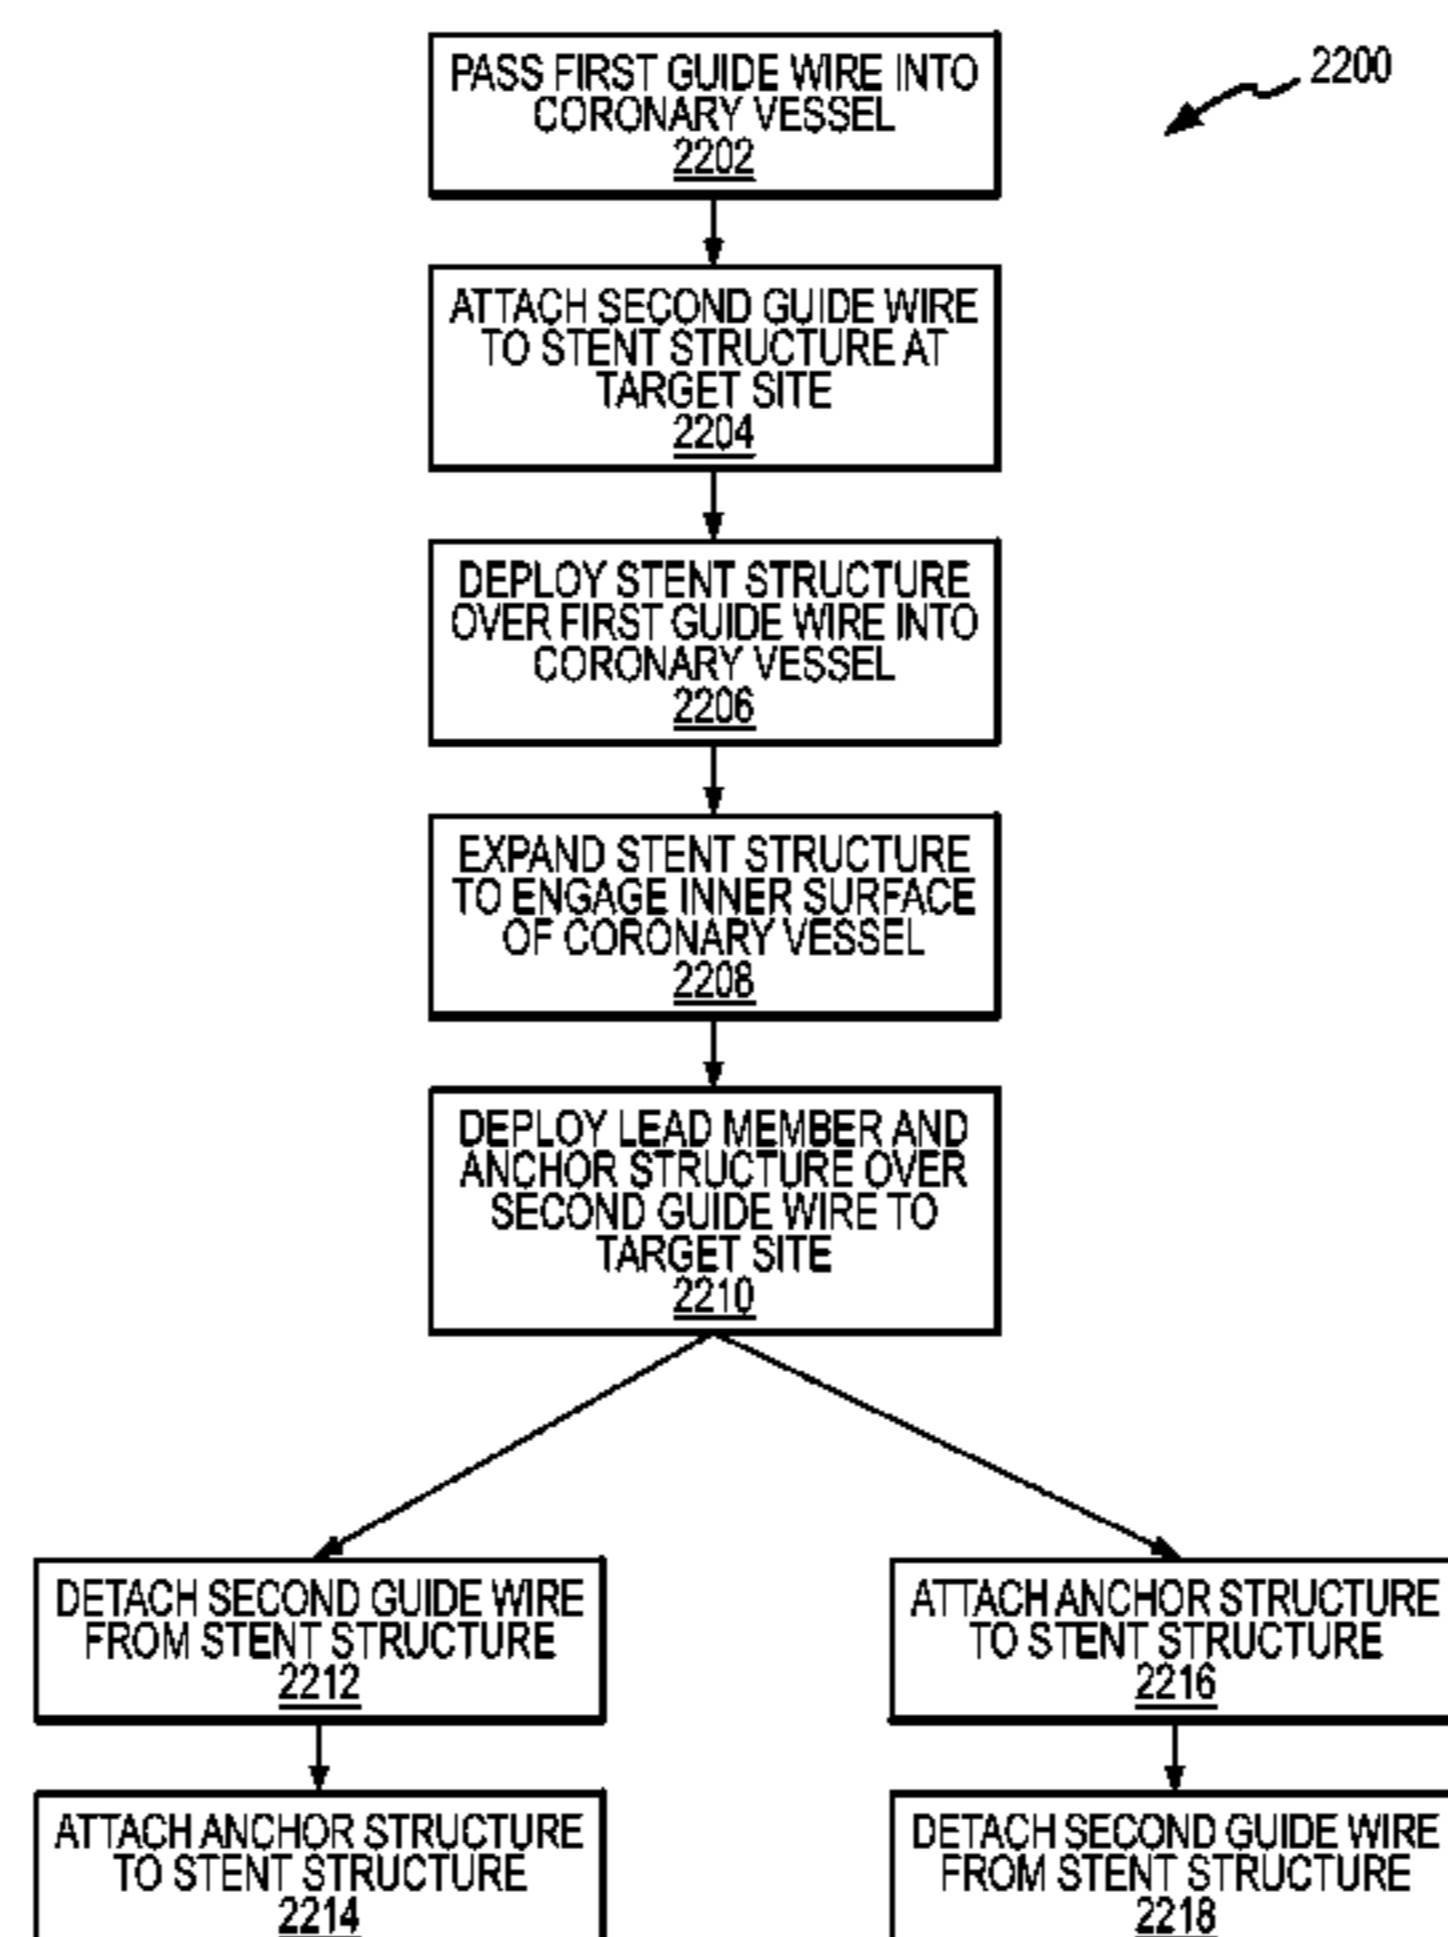 PASS FIRST GUIDE WIRE INTO
CORONARY VESSEL
2202
2200
ATTACH SECOND GUIDE WIRE
TO STENT STRUCTURE AT
TARGET SITE
2204
DEPLOY STENT STRUCTURE
OVER FIRST GUIDE WIRE INTO
CORONARY VESSEL
2206
EXPAND STENT STRUCTURE
TO ENGAGE INNER SURFACE
OF CORONARY VESSEL
2208
DEPLOY LEAD MEMBER AND
ANCHOR STRUCTURE OVER
SECOND GUIDE WIRE TO
TARGET SITE
2210
DETACH SECOND GUIDE WIRE
FROM STENT STRUCTURE
2212
ATTACH ANCHOR STRUCTURE
TO STENT STRUCTURE
2214
ATTACH ANCHOR STRUCTURE
TO STENT STRUCTURE
2216
DETACH SECOND GUIDE WIRE
FROM STENT STRUCTURE
2218